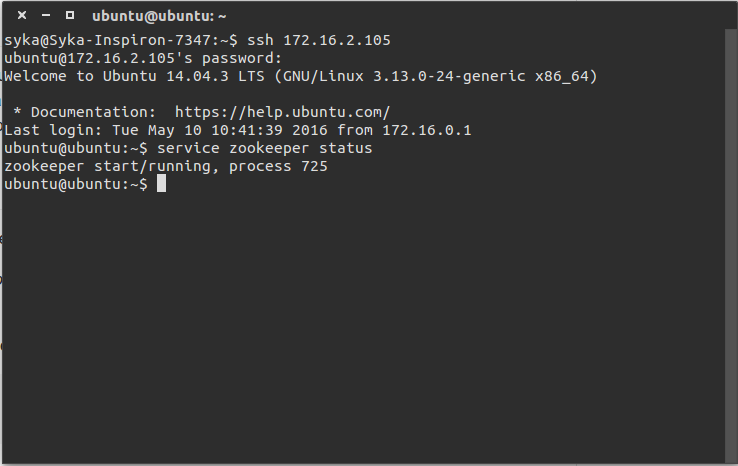 ubuntu@ubuntu: ~
syka@Syka-Inspiron-7347:~$ ssh 172.16.2.105
ubuntu@172.16.2.105's password:
Welcome to Ubuntu 14.04.3 LTS (GNU/Linux 3.13.0-24-generic x86_64)

 * Documentation:  https://help.ubuntu.com/
Last login: Tue May 10 10:41:39 2016 from 172.16.0.1
ubuntu@ubuntu:~$ service zookeeper status
zookeeper start/running, process 725
ubuntu@ubuntu:~$